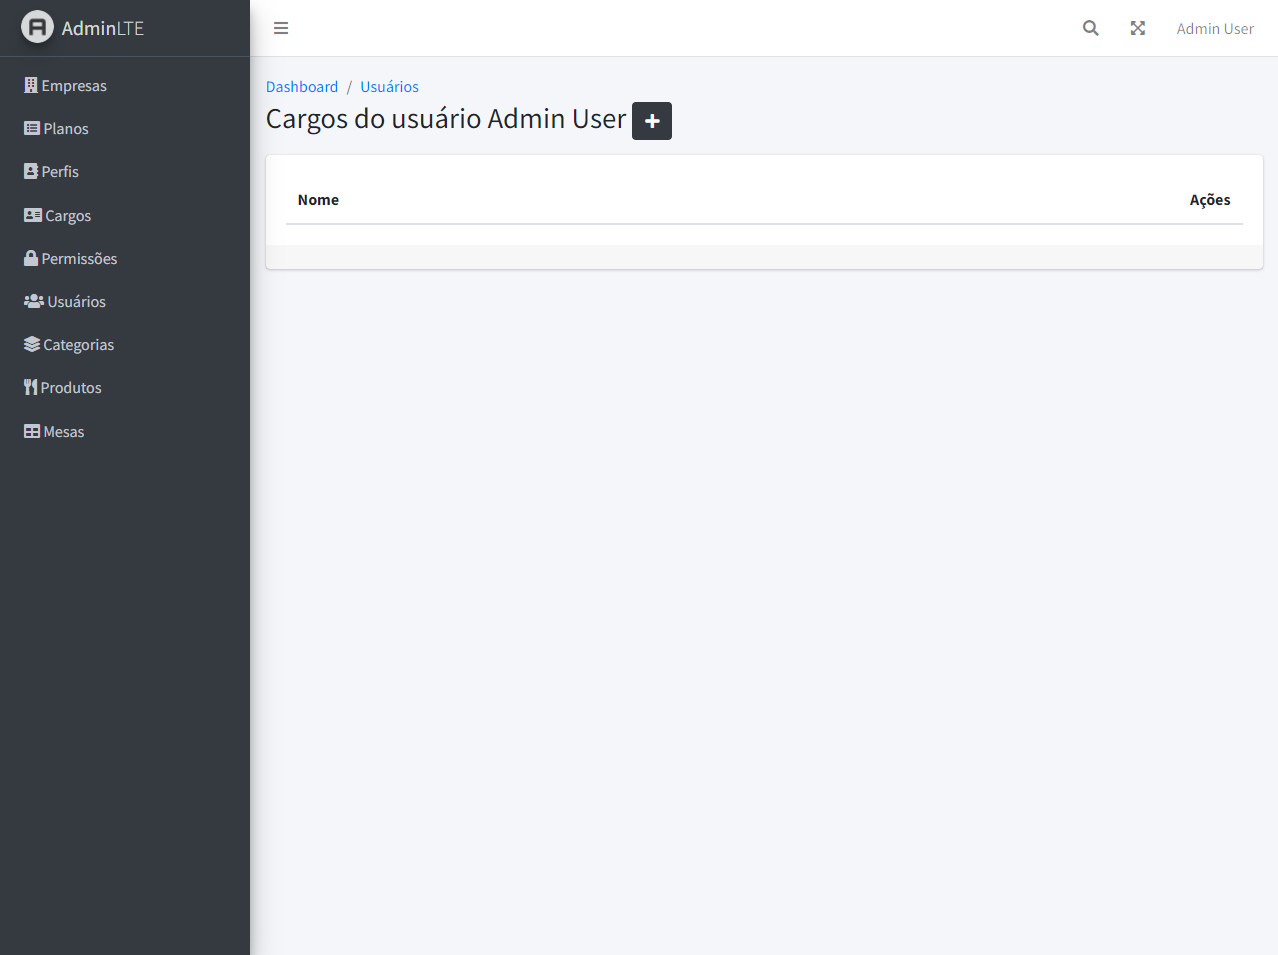 AdminLTE
Empresas
Planos
Perfis
Cargos
Permissões
Usuários
Categorias
Produtos
Mesas
Admin User
Dashboard / Usuários
Cargos do usuário Admin User
Nome Ações